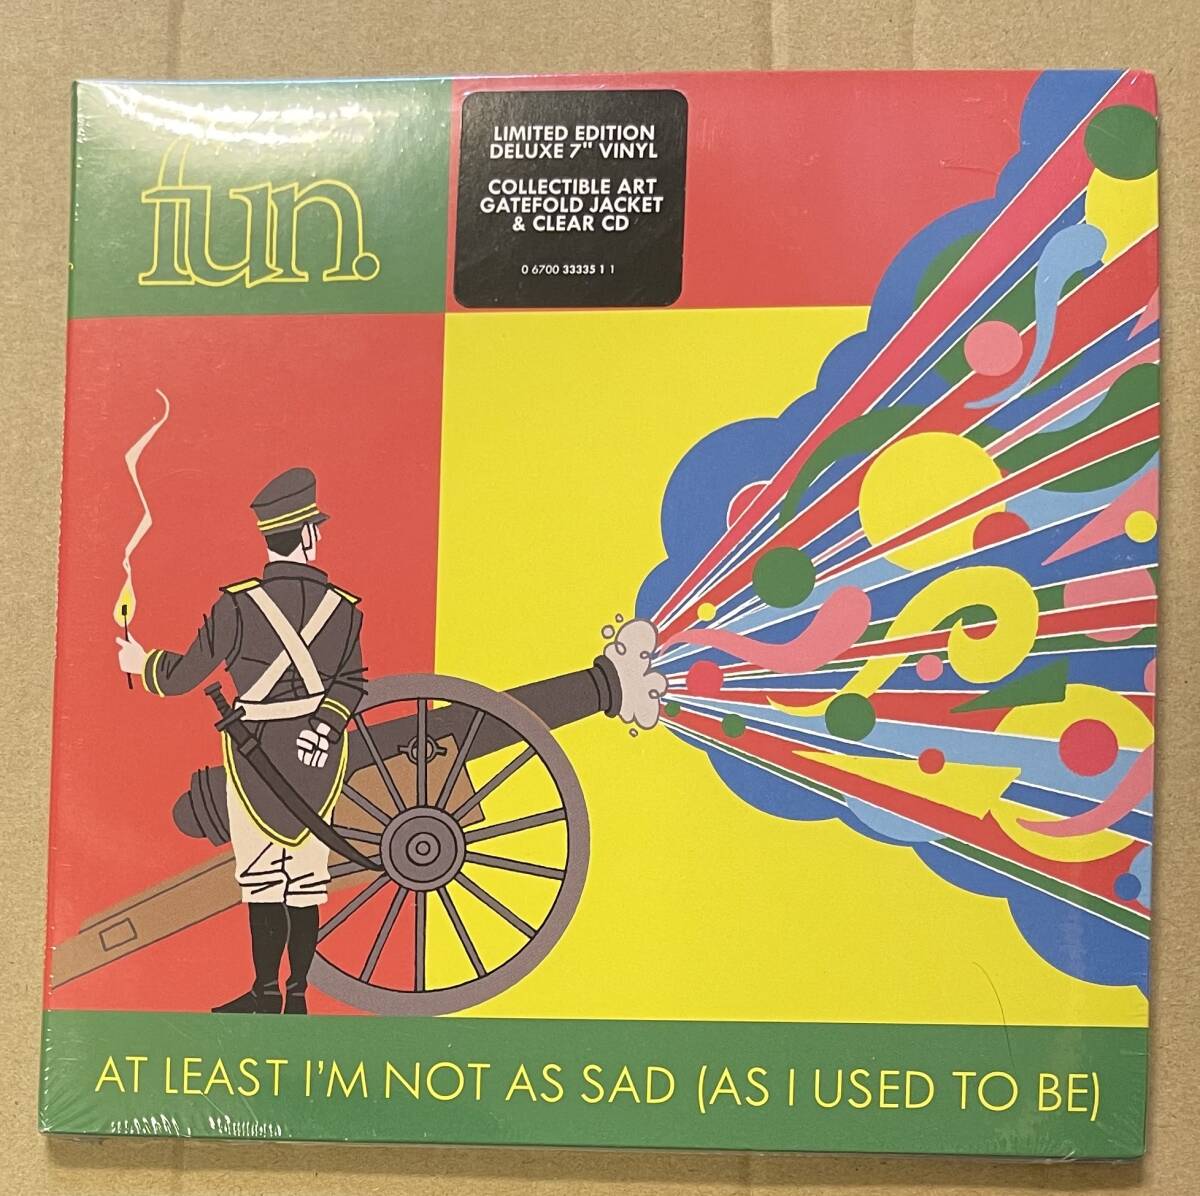 fun.
LIMITED EDITION
DELUXE 7" VINYL
COLLECTIBLE ART
GATEFOLD JACKET
& CLEAR CD
0 6700 33335 1 1
AT LEAST I'M NOT AS SAD (AS I USED TO BE)